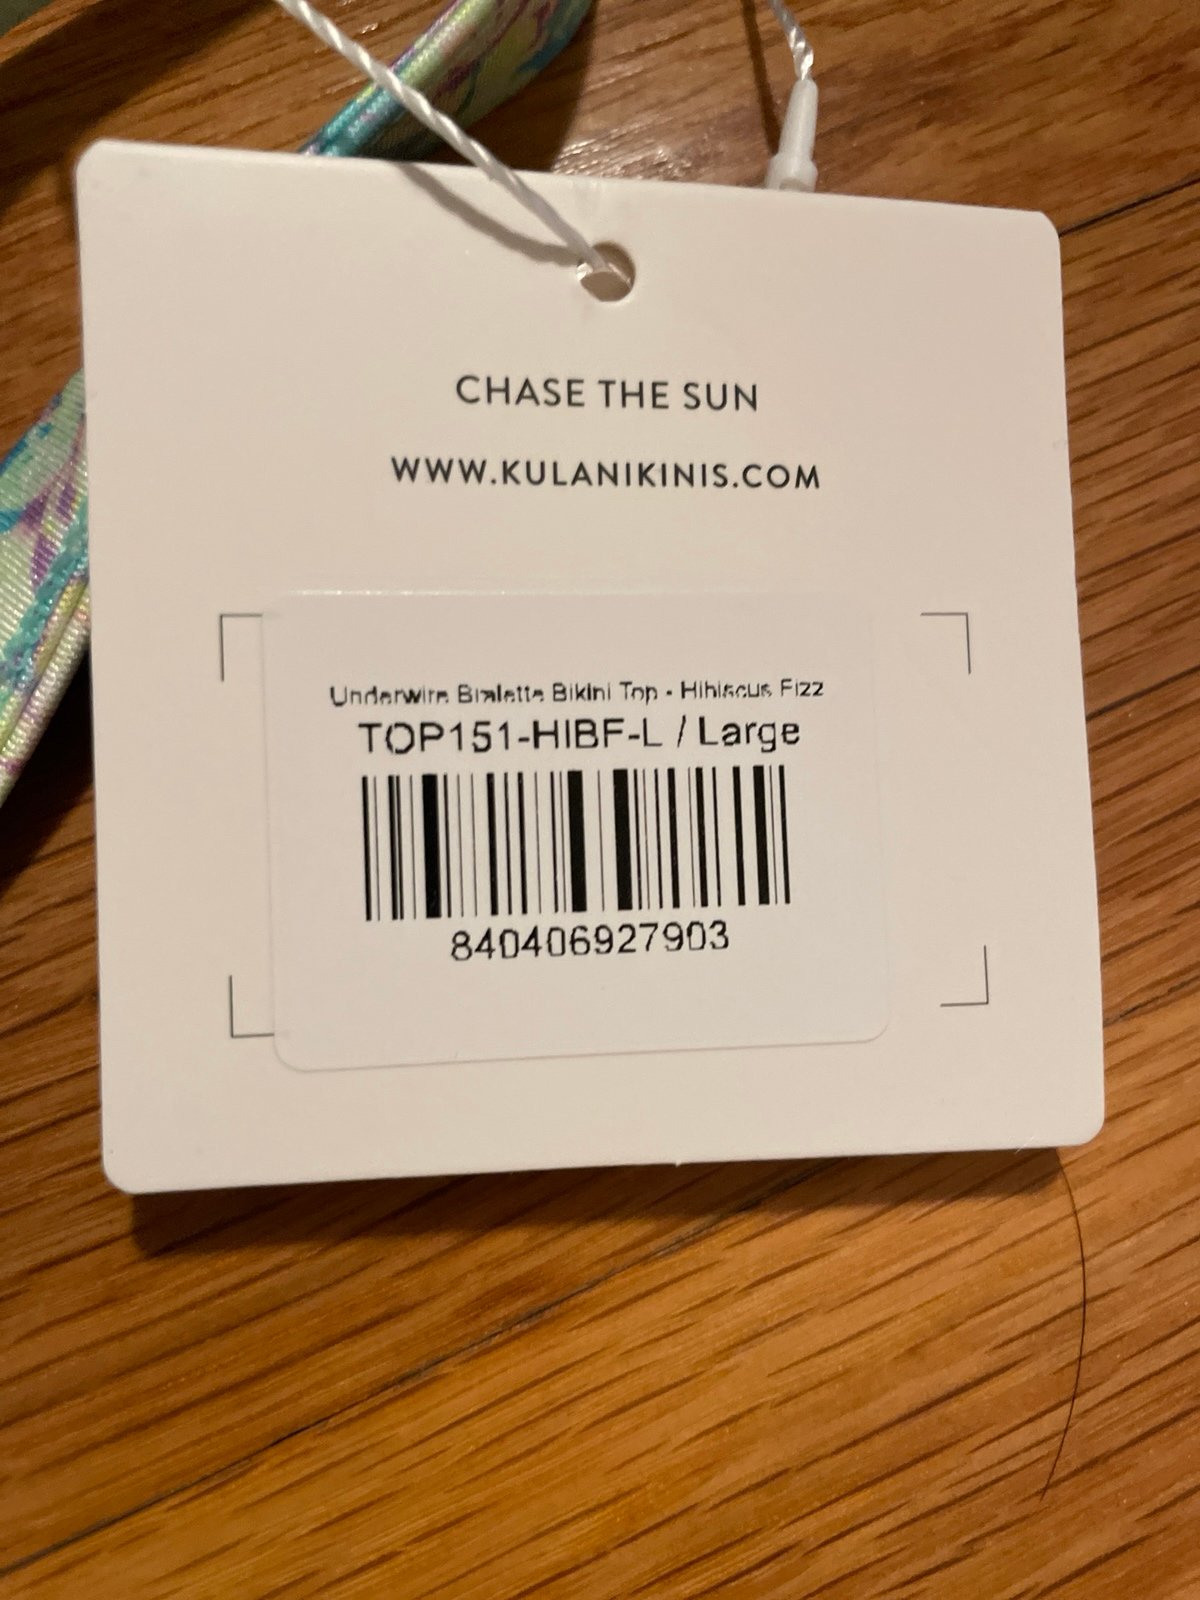 CHASE THE SUN
WWW.KULANIKINIS.COM
Underwire Bralette Bikini Top - Hibiscus Fizz
TOP151-HIBF-L / Large
840406927903